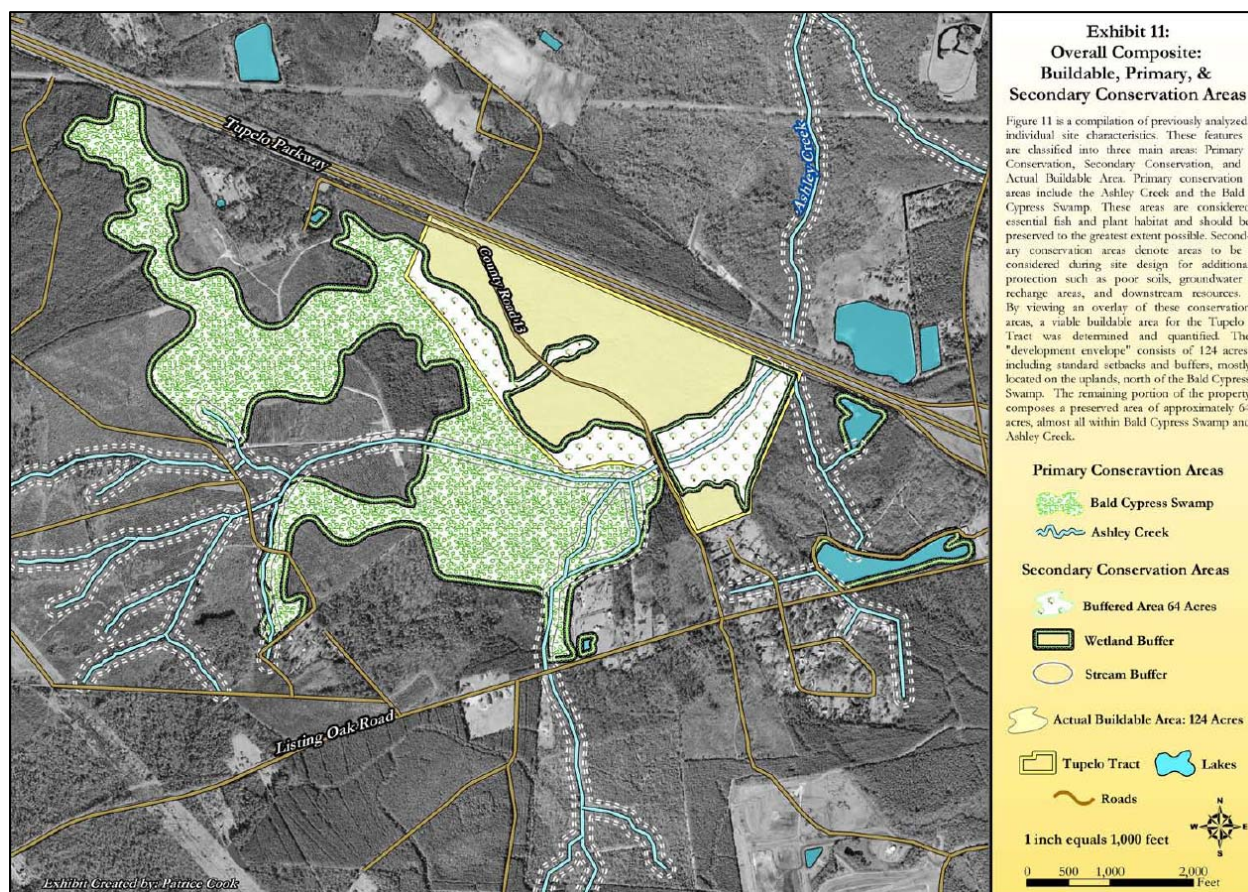 Exhibit 11:
Overall Composite:
Buildable, Primary, &
Secondary Conservation Areas
Figure 11 is a compilation of previously analyzed
individual site characteristics. These features
are classified into three main areas: Primary
Conservation, Secondary Conservation, and
Actual Buildable Area. Primary conservation
areas include the Ashley Creek and the Bald
Cypress Swamp. These areas are considered
essential fish and plant habitat and should be
preserved to the greatest extent possible. Second-
ary conservation areas denote areas to be
considered during site design for additional
protection such as poor soils, groundwater
recharge areas, and downstream resources.
By viewing an overlay of these conservation
areas, a viable buildable area for the Tupelo
Tract was determined and quantified. The
"development envelope" consists of 124 acres
including standard setbacks and buffers, mostly
located on the uplands, north of the Bald Cypress
Swamp. The remaining portion of the property
composes a preserved area of approximately 64
acres, almost all within Bald Cypress Swamp and
Ashley Creek.
Primary Conseravtion Areas
Bald Cypress Swamp
Ashley Creek
Secondary Conservation Areas
Buffered Area 64 Acres
Wetland Buffer
Stream Buffer
Actual Buildable Area: 124 Acres
Tupelo Tract
Lakes
Roads
N
W E
S
1 inch equals 1,000 feet
0 500 1,000 2,000
Feet
Tupelo Parkway
County Road 13
Ashley Creek
Listing Oak Road
Exhibit Created by: Patrice Cook